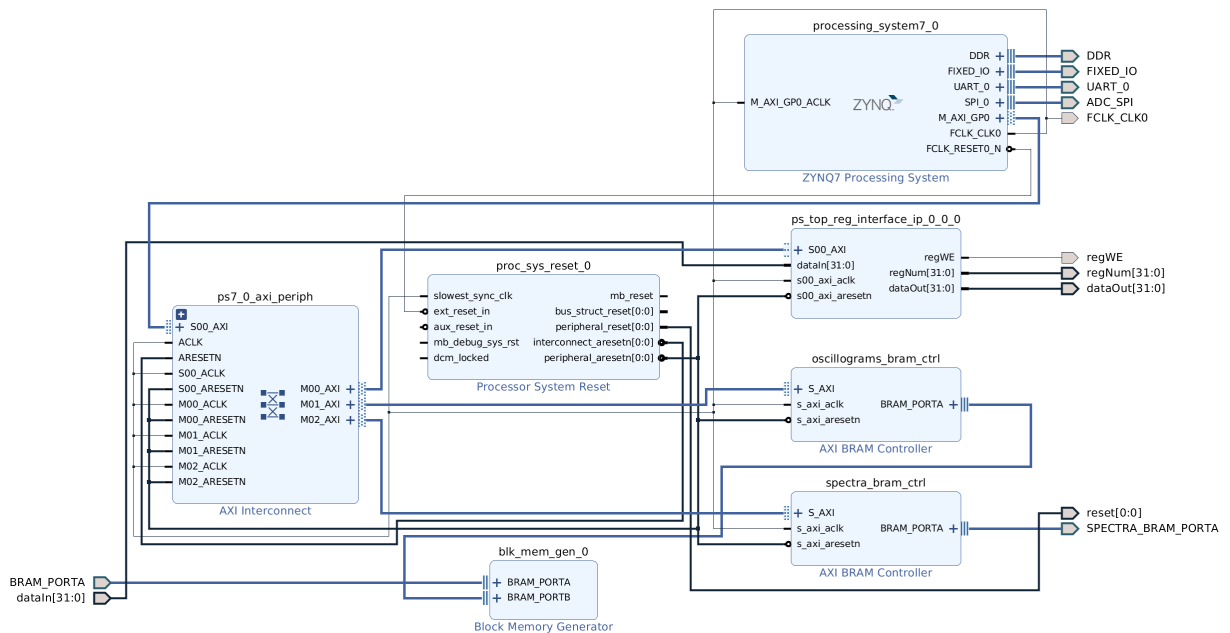 processing_system7_0
M_AXI_GP0_ACLK
ZYNQ
DDR
FIXED_IO
UART_0
SPI_0
M_AXI_GP0
FCLK_CLK0
FCLK_RESET0_N
ZYNQ7 Processing System
DDR
FIXED_IO
UART_0
ADC_SPI
FCLK_CLK0
ps_top_reg_interface_ip_0_0_0
S00_AXI
dataIn[31:0]
s00_axi_aclk
s00_axi_aresetn
regWE
regNum[31:0]
dataOut[31:0]
regWE
regNum[31:0]
dataOut[31:0]
proc_sys_reset_0
slowest_sync_clk
ext_reset_in
aux_reset_in
mb_debug_sys_rst
dcm_locked
mb_reset
bus_struct_reset[0:0]
peripheral_reset[0:0]
interconnect_aresetn[0:0]
peripheral_aresetn[0:0]
Processor System Reset
ps7_0_axi_periph
S00_AXI
ACLK
ARESETN
S00_ACLK
S00_ARESETN
M00_ACLK
M00_ARESETN
M01_ACLK
M01_ARESETN
M02_ACLK
M02_ARESETN
M00_AXI
M01_AXI
M02_AXI
AXI Interconnect
oscillograms_bram_ctrl
S_AXI
s_axi_aclk
s_axi_aresetn
BRAM_PORTA
AXI BRAM Controller
spectra_bram_ctrl
S_AXI
s_axi_aclk
s_axi_aresetn
BRAM_PORTA
AXI BRAM Controller
reset[0:0]
SPECTRA_BRAM_PORTA
blk_mem_gen_0
BRAM_PORTA
BRAM_PORTB
Block Memory Generator
BRAM_PORTA
dataIn[31:0]